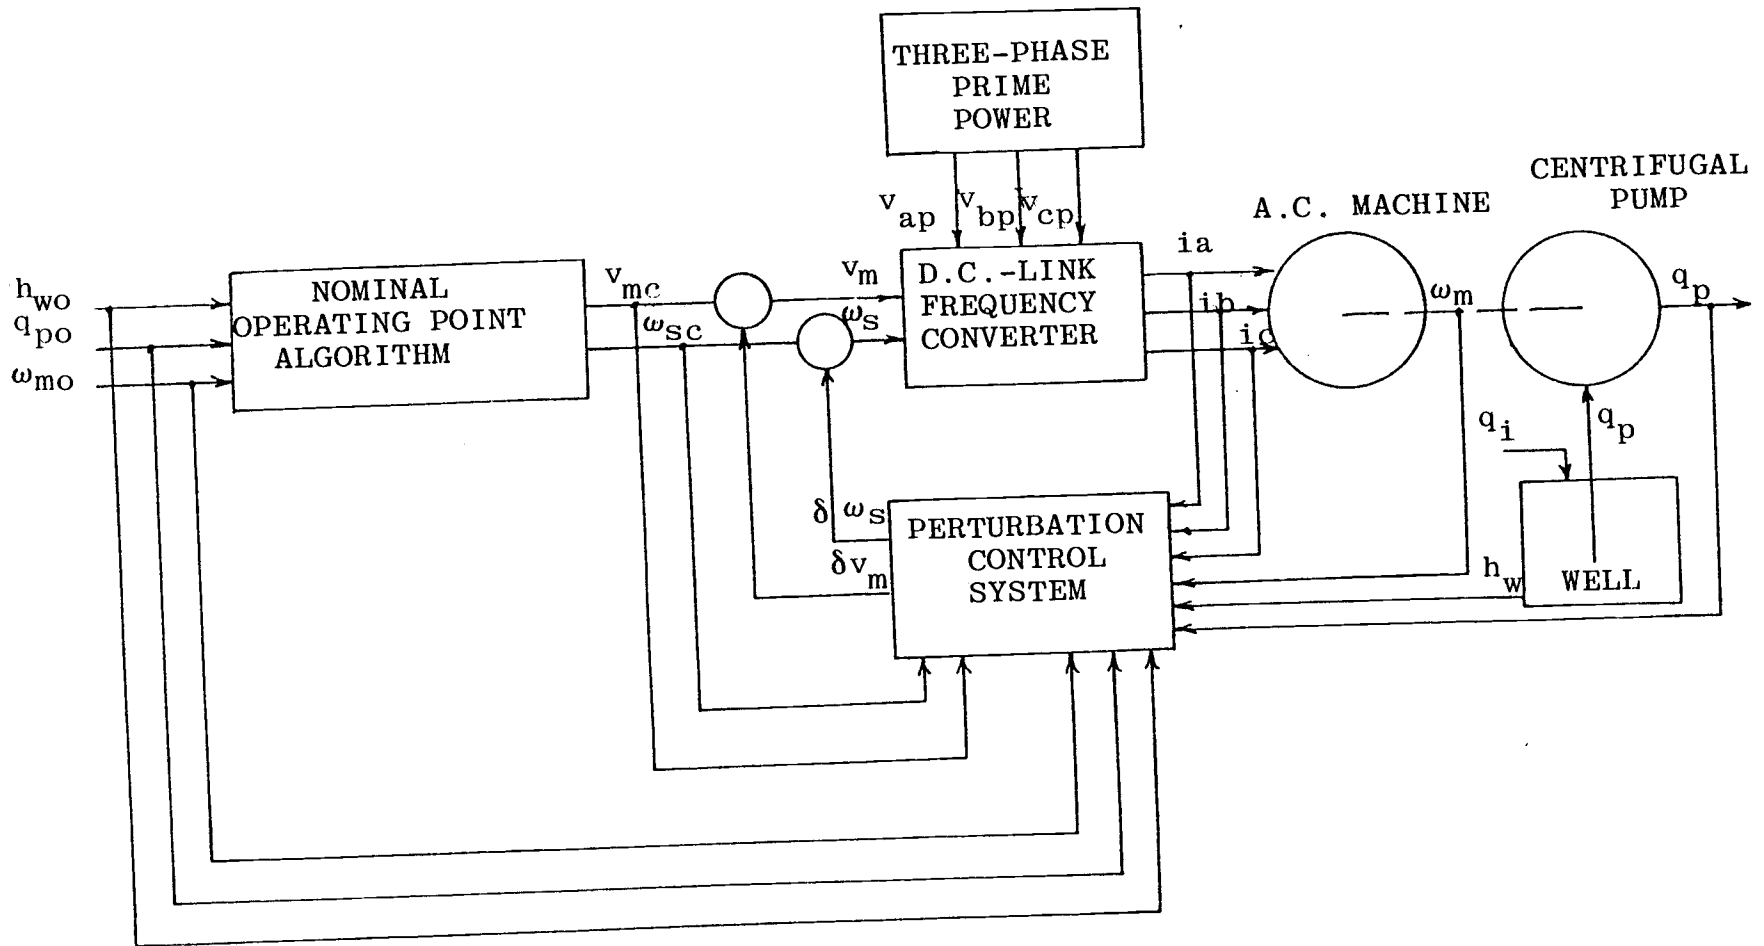 THREE-PHASE
PRIME
POWER
CENTRIFUGAL
PUMP
A.C. MACHINE
v_ap
v_bp
v_cp
h_wo
q_po
ω_mo
NOMINAL
OPERATING POINT
ALGORITHM
v_mc
ω_sc
v_m
ω_s
D.C.-LINK
FREQUENCY
CONVERTER
ia
ib
ic
ω_m
q_p
q_i
q_p
δω_s
δv_m
PERTURBATION
CONTROL
SYSTEM
h_w
WELL